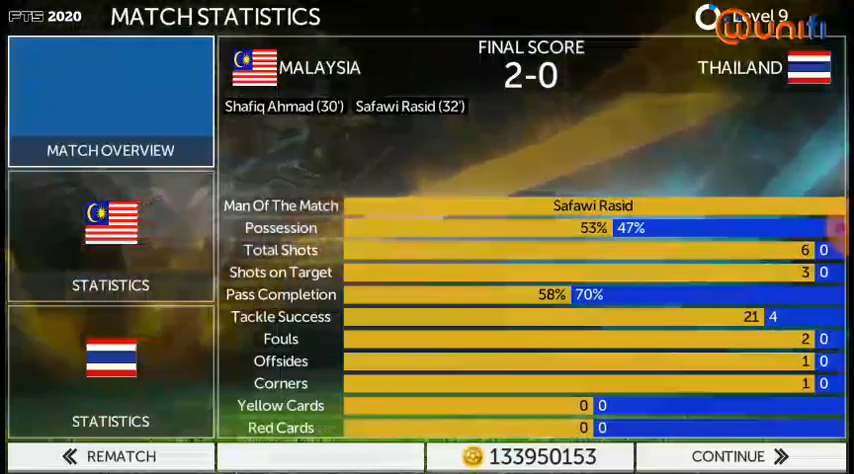 FTS 2020 MATCH STATISTICS Level 9
unifi
FINAL SCORE
MALAYSIA 2-0 THAILAND
Shafiq Ahmad (30') Safawi Rasid (32')
MATCH OVERVIEW
Man Of The Match Safawi Rasid
Possession 53% 47%
Total Shots 6 0
Shots on Target 3 0
STATISTICS
Pass Completion 58% 70%
Tackle Success 21 4
Fouls 2 0
Offsides 1 0
Corners 1 0
Yellow Cards 0 0
STATISTICS
Red Cards 0 0
REMATCH 133950153 CONTINUE